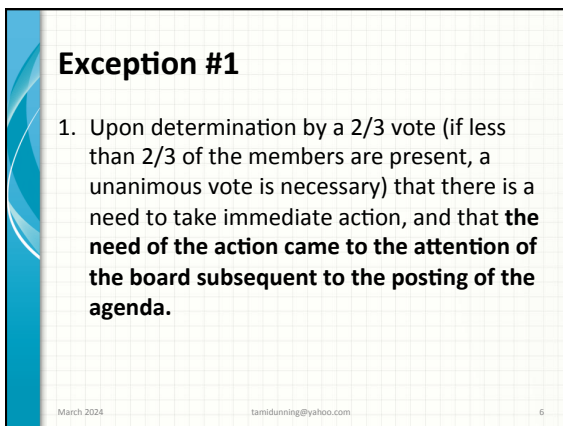 Exception #1
1. Upon determination by a 2/3 vote (if less
than 2/3 of the members are present, a
unanimous vote is necessary) that there is a
need to take immediate action, and that the
need of the action came to the attention of
the board subsequent to the posting of the
agenda.
March 2024 tamidunning@yahoo.com 6